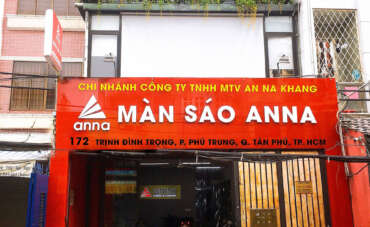 CHI NHÁNH CÔNG TY TNHH MTV AN NA KHANG
anna
MÀN SÁO ANNA
172 TRỊNH ĐÌNH TRỌNG, P. PHÚ TRUNG, Q. TÂN PHÚ, TP. HCM